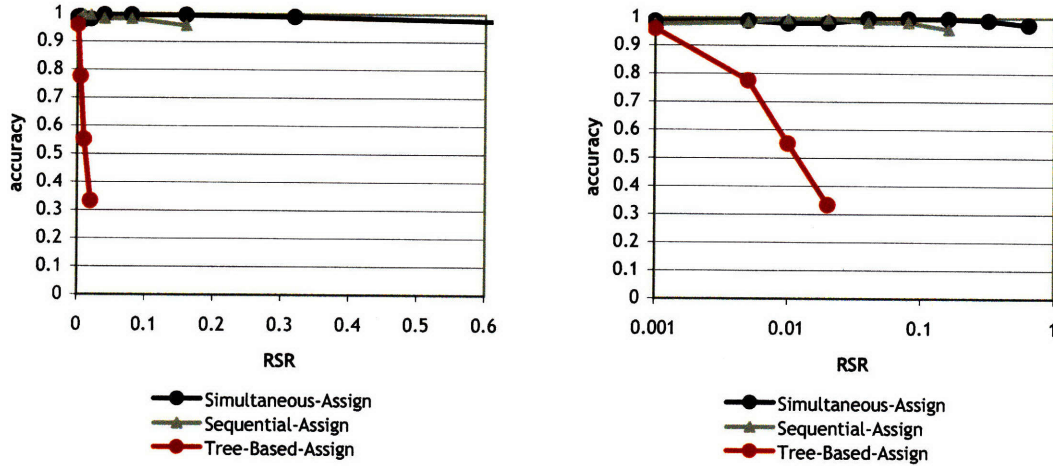 1
0.9
0.8
0.7
0.6
0.5
0.4
0.3
0.2
0.1
0
accuracy
0 0.1 0.2 0.3 0.4 0.5 0.6
RSR
Simultaneous-Assign
Sequential-Assign
Tree-Based-Assign
1
0.9
0.8
0.7
0.6
0.5
0.4
0.3
0.2
0.1
0
accuracy
0.001 0.01 0.1 1
RSR
Simultaneous-Assign
Sequential-Assign
Tree-Based-Assign